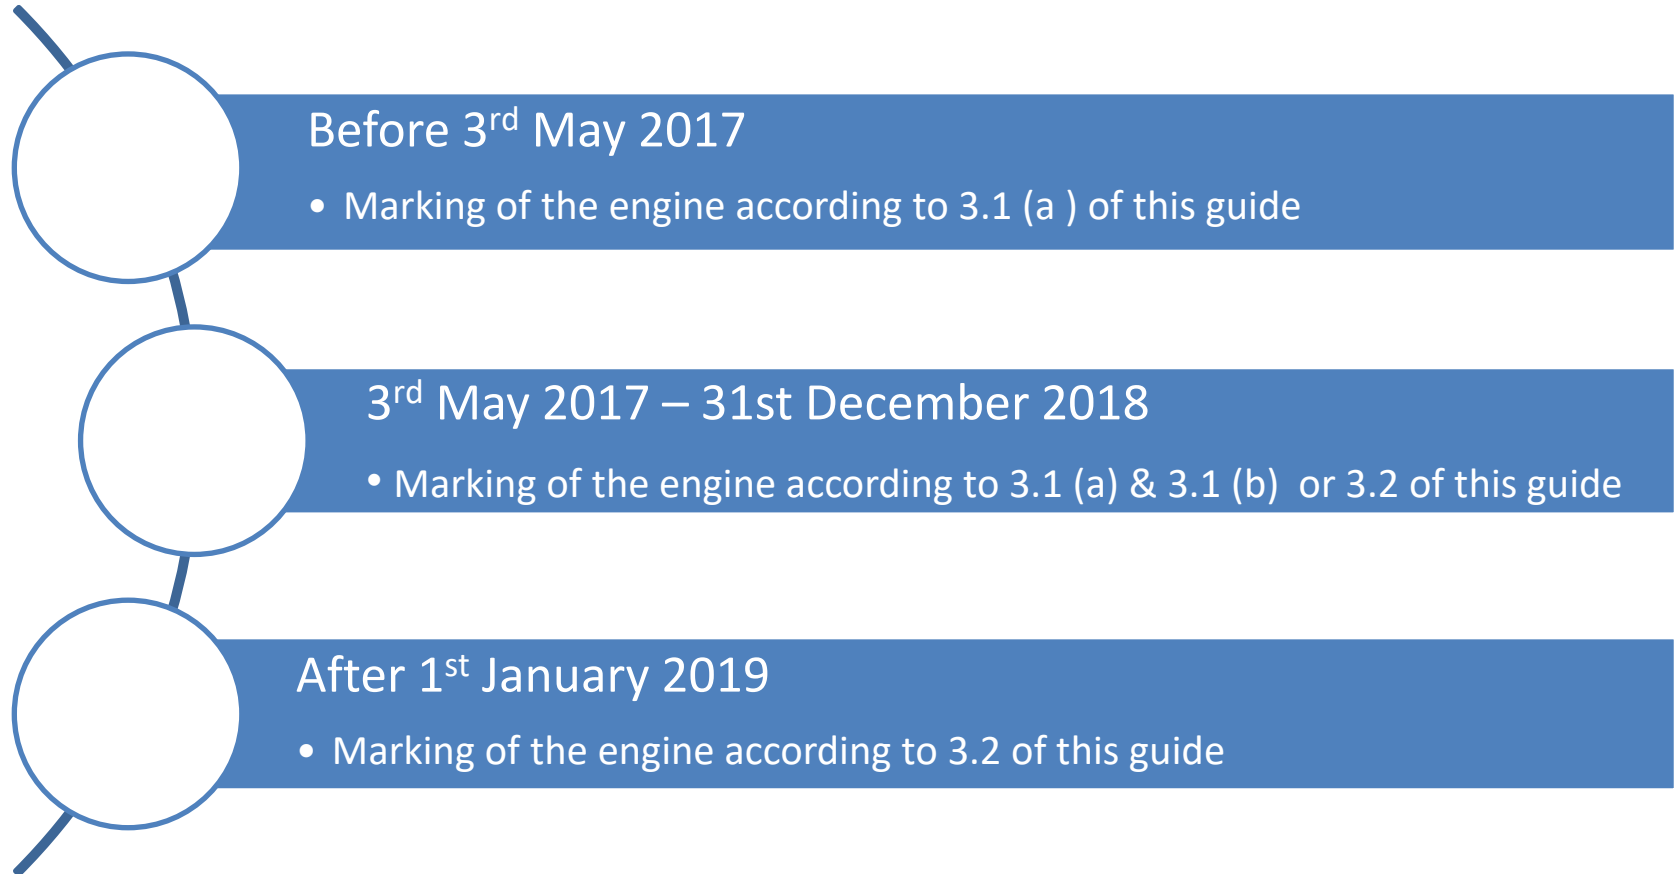 Before 3rd May 2017
• Marking of the engine according to 3.1 (a ) of this guide
3rd May 2017 – 31st December 2018
• Marking of the engine according to 3.1 (a) & 3.1 (b)  or 3.2 of this guide
After 1st January 2019
• Marking of the engine according to 3.2 of this guide